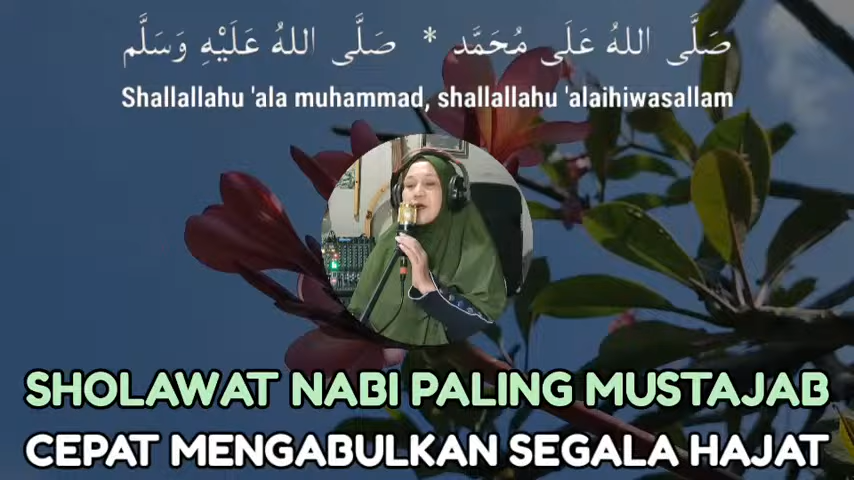 صَلَّى اللهُ عَلَى مُحَمَّد * صَلَّى اللهُ عَلَيْهِ وَسَلَّم
Shallallahu 'ala muhammad, shallallahu 'alaihiwasallam
SHOLAWAT NABI PALING MUSTAJAB
CEPAT MENGABULKAN SEGALA HAJAT